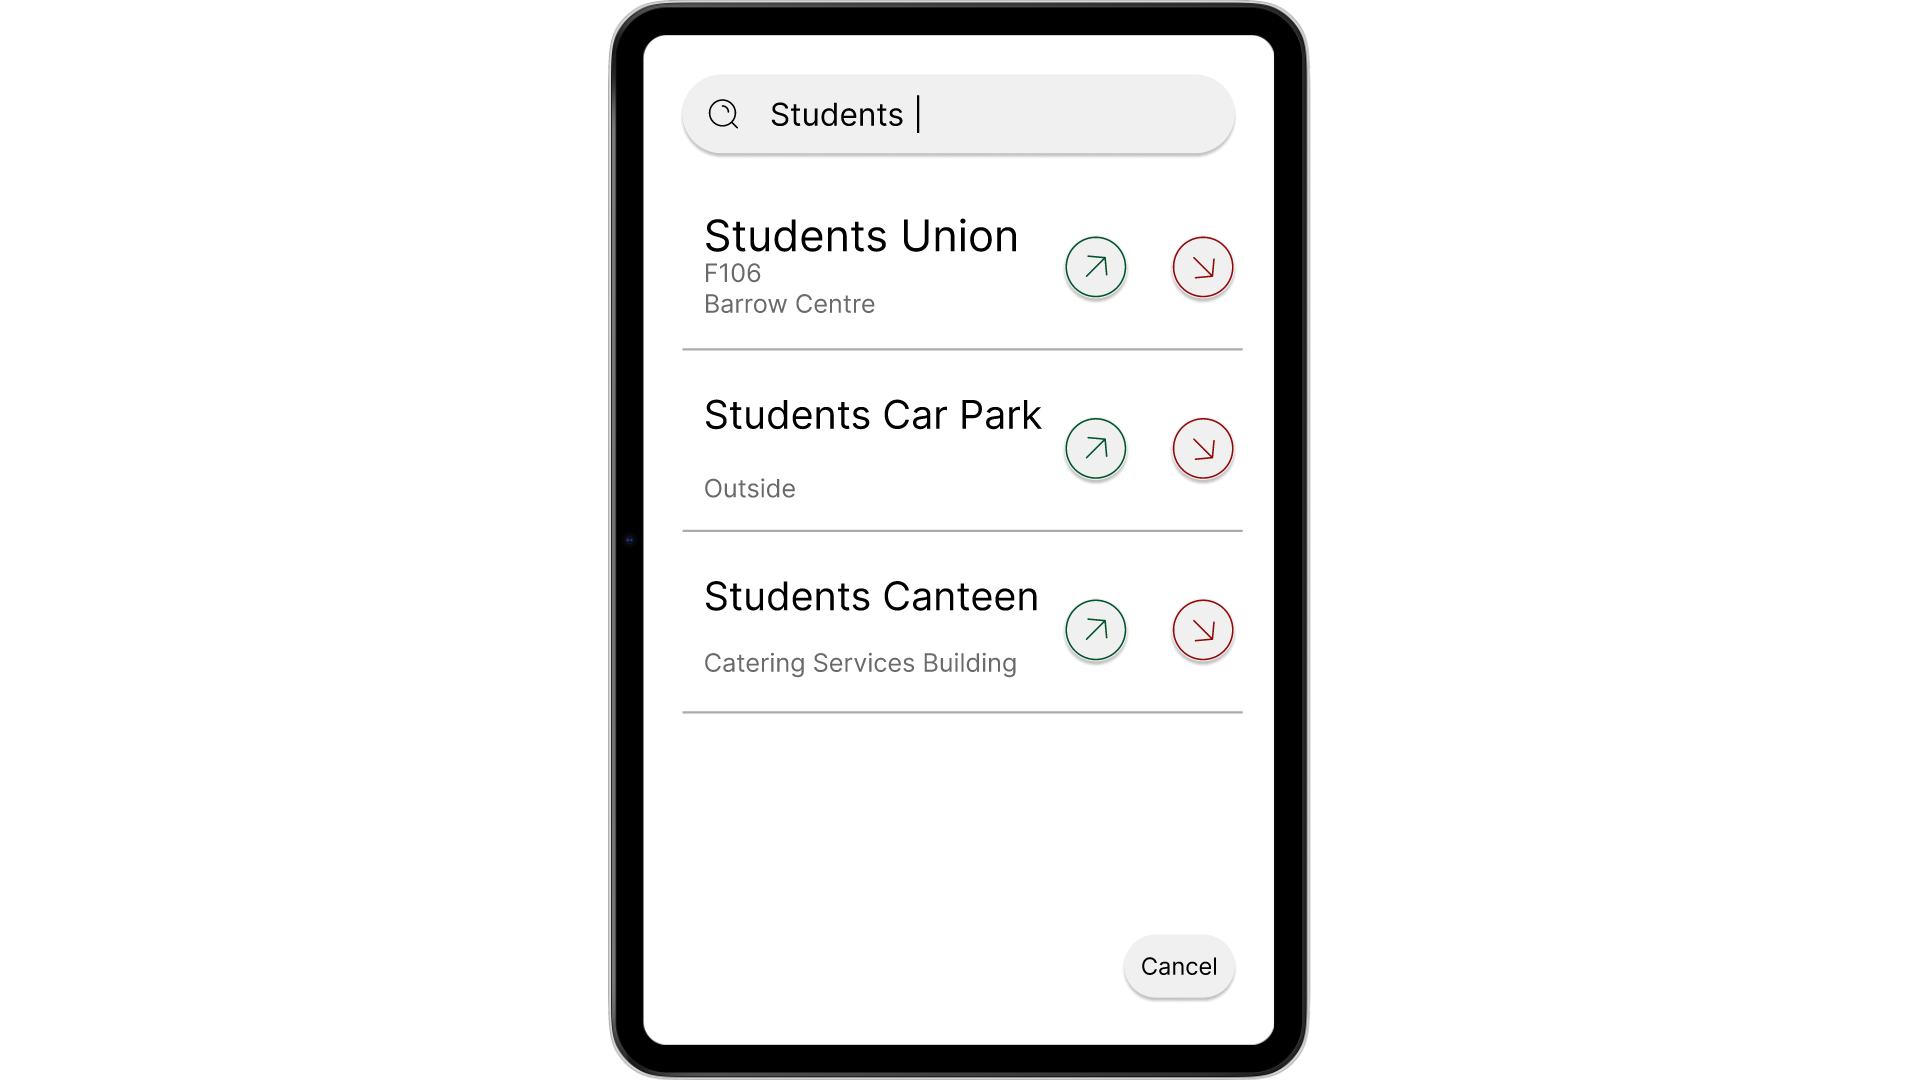 Students
Students Union
F106
Barrow Centre
Students Car Park
Outside
Students Canteen
Catering Services Building
Cancel